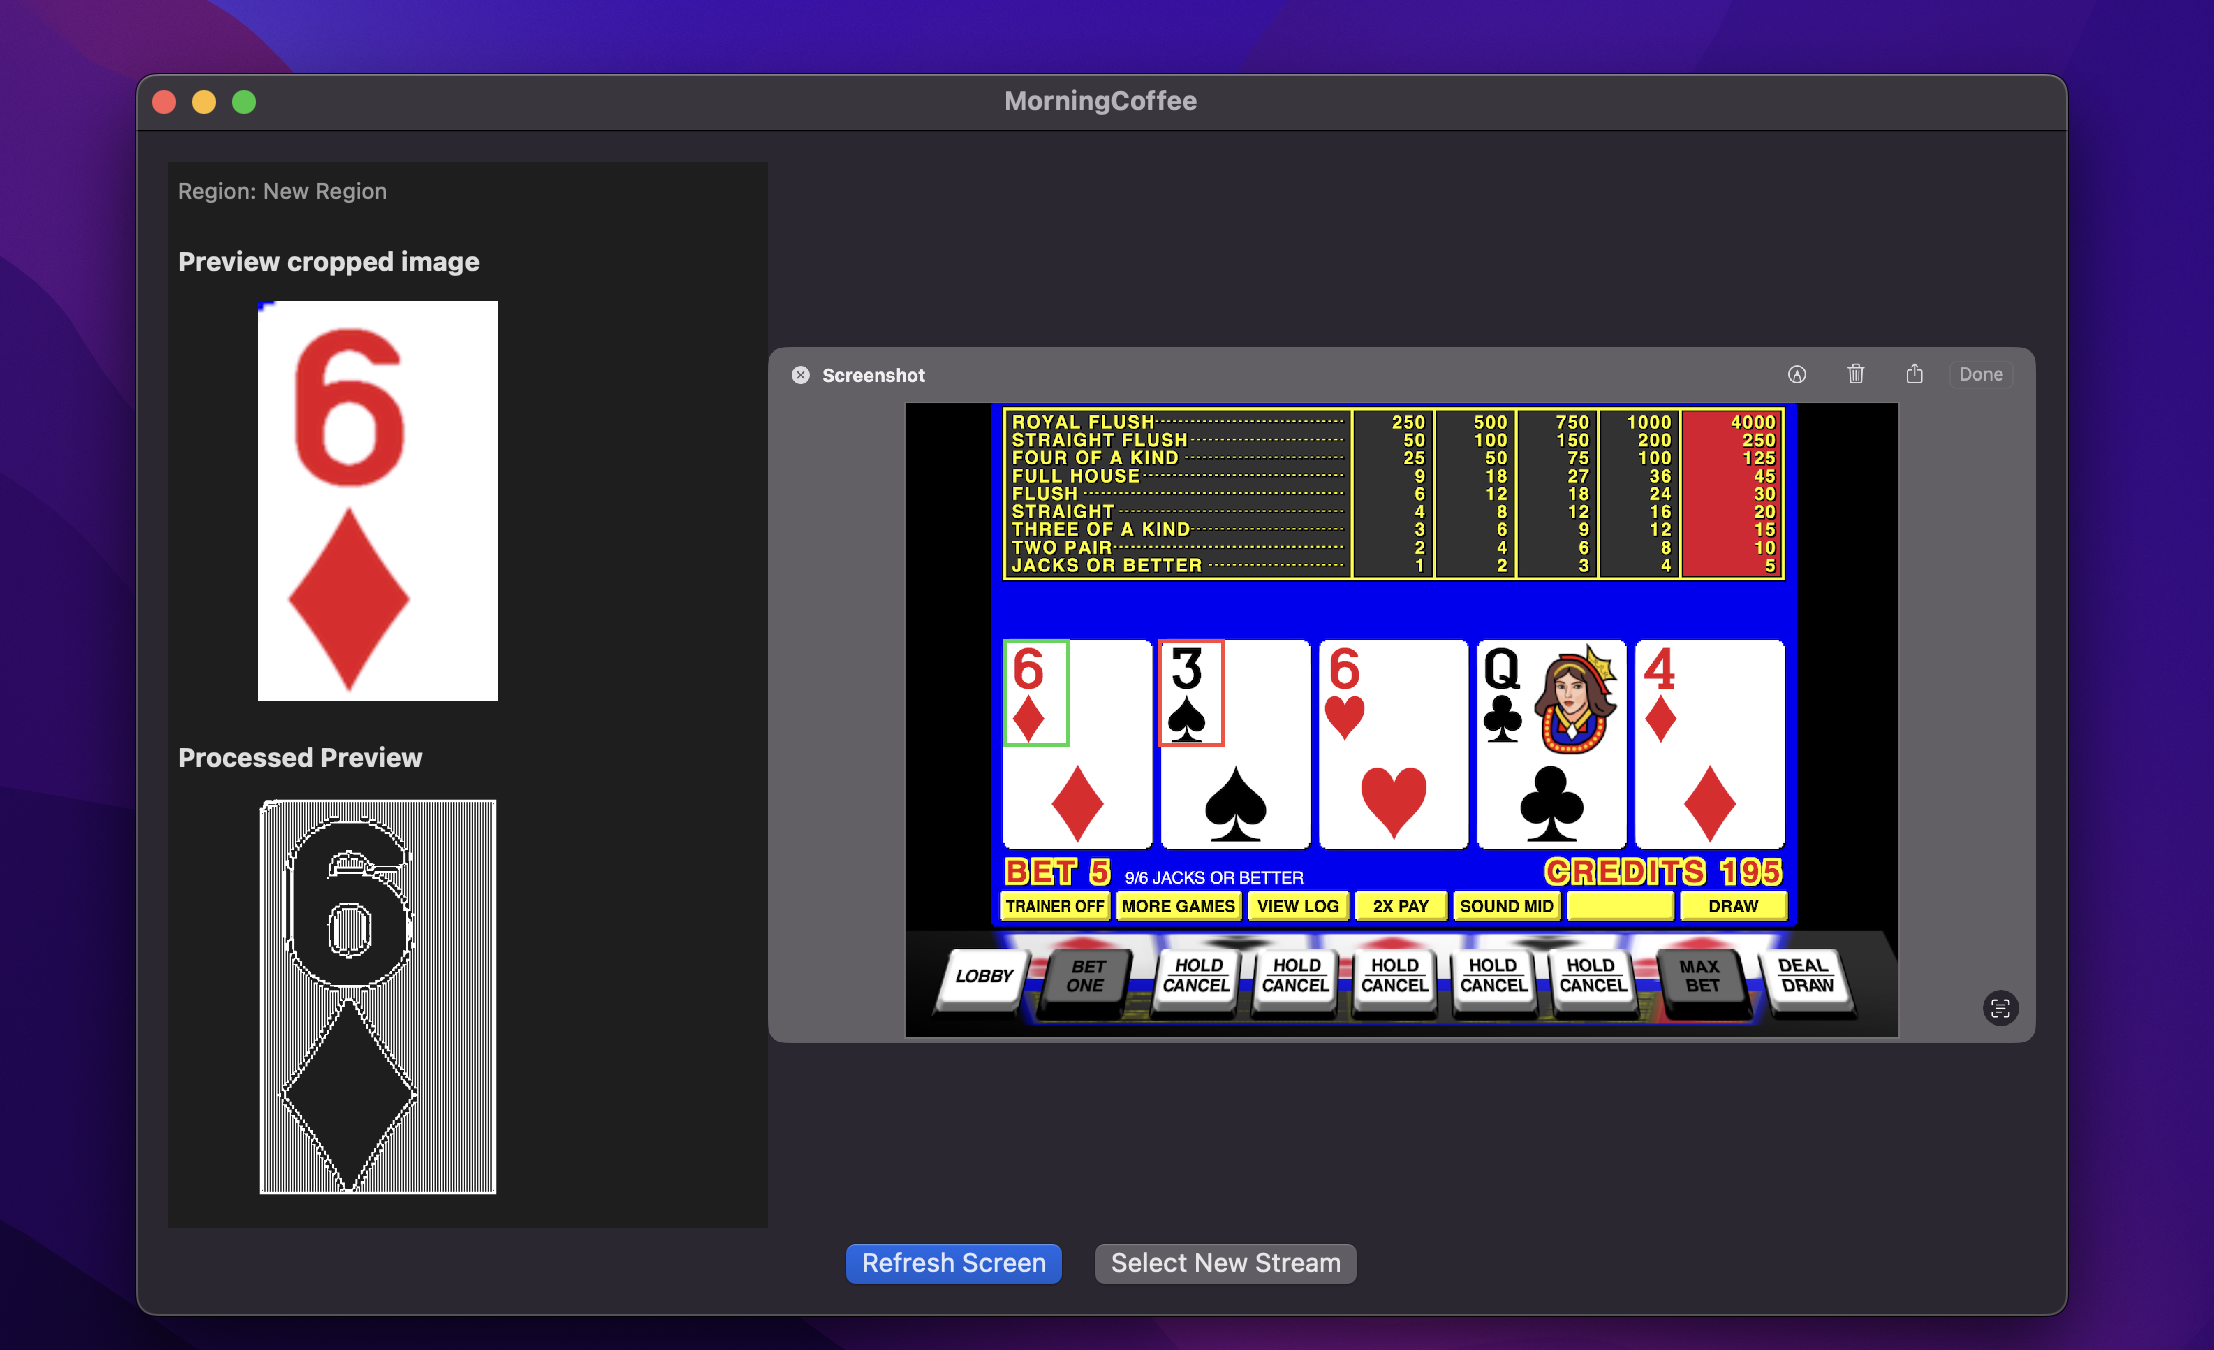 MorningCoffee
Region: New Region
Preview cropped image
6
Processed Preview
6
Screenshot
Done
ROYAL FLUSH 250 500 750 1000 4000
STRAIGHT FLUSH 50 100 150 200 250
FOUR OF A KIND 25 50 75 100 125
FULL HOUSE 9 18 27 36 45
FLUSH 6 12 18 24 30
STRAIGHT 4 8 12 16 20
THREE OF A KIND 3 6 9 12 15
TWO PAIR 2 4 6 8 10
JACKS OR BETTER 1 2 3 4 5
6 3 6 Q 4
BET 5 9/6 JACKS OR BETTER CREDITS 195
TRAINER OFF MORE GAMES VIEW LOG 2X PAY SOUND MID DRAW
LOBBY
BET
ONE
HOLD
CANCEL
HOLD
CANCEL
HOLD
CANCEL
HOLD
CANCEL
HOLD
CANCEL
MAX
BET
DEAL
DRAW
Refresh Screen
Select New Stream